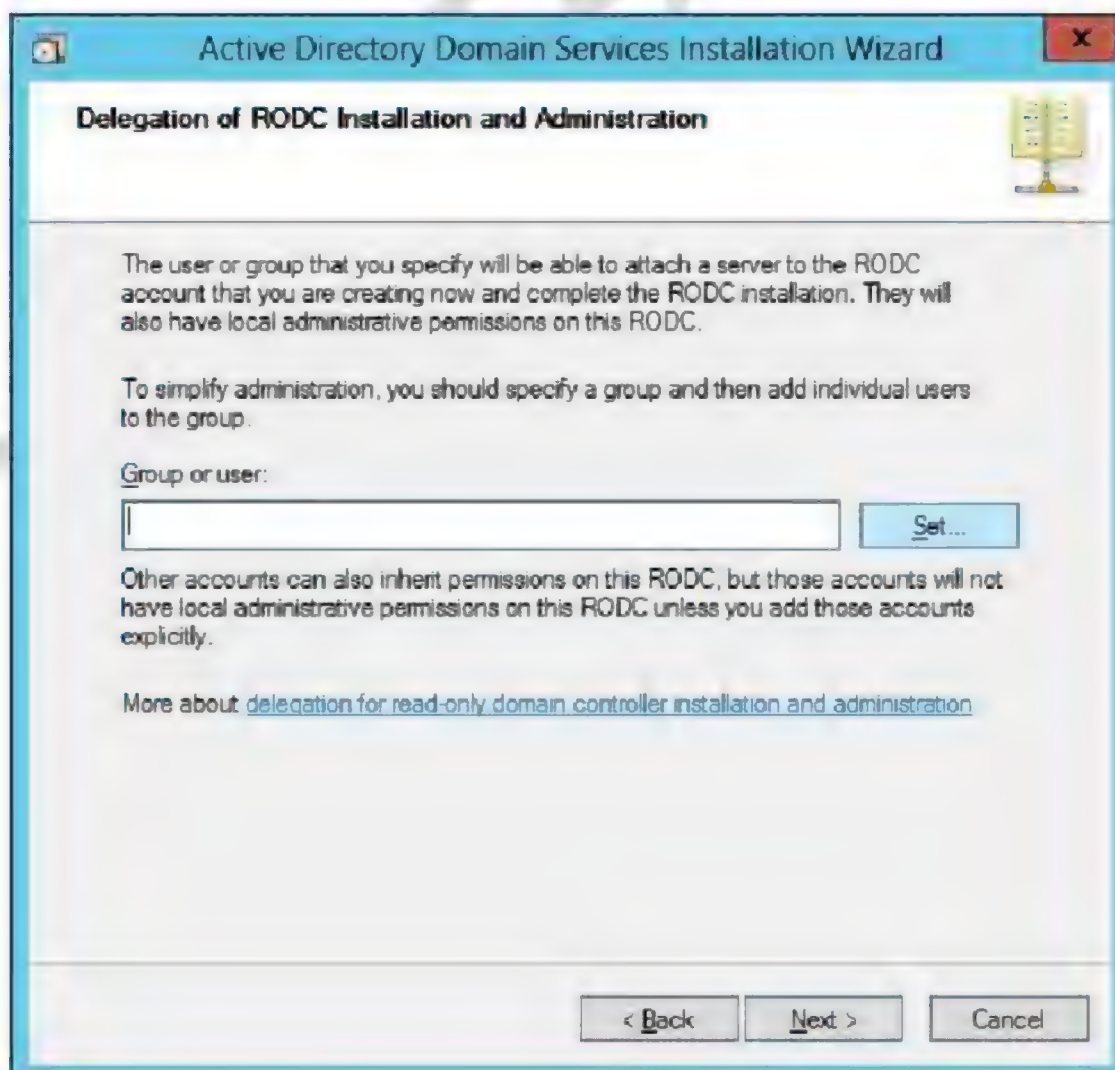 Active Directory Domain Services Installation Wizard
x
Delegation of RODC Installation and Administration
The user or group that you specify will be able to attach a server to the RODC
account that you are creating now and complete the RODC installation. They will
also have local administrative permissions on this RODC.
To simplify administration, you should specify a group and then add individual users
to the group.
Group or user:
Set...
Other accounts can also inherit permissions on this RODC, but those accounts will not
have local administrative permissions on this RODC unless you add those accounts
explicitly.
More about delegation for read-only domain controller installation and administration
< Back
Next >
Cancel